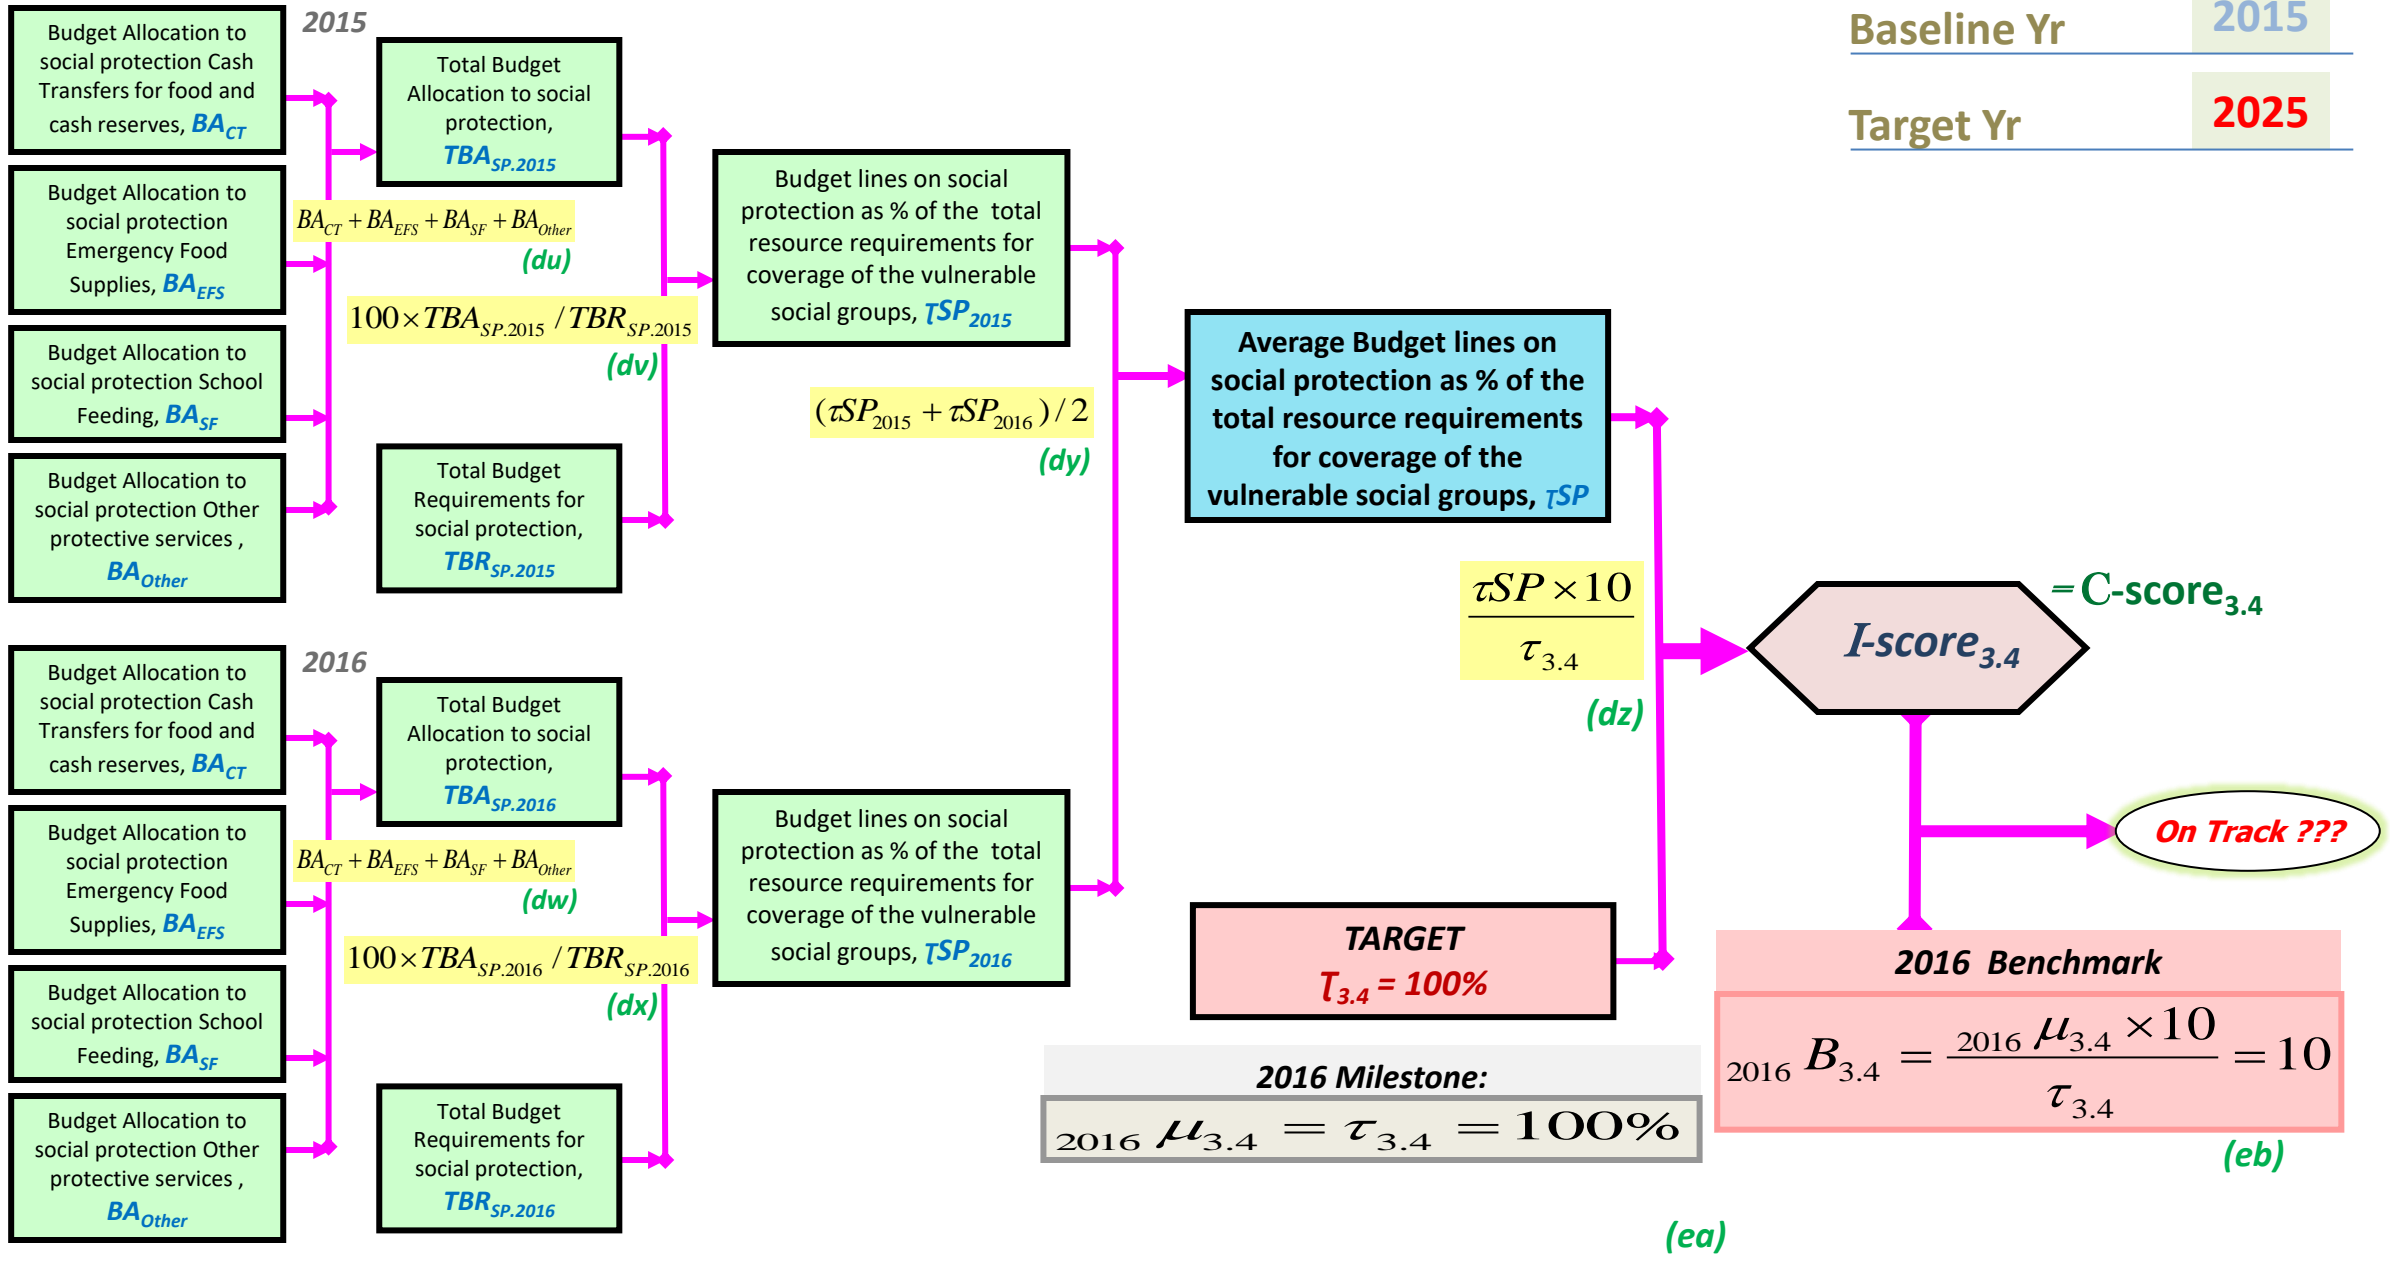 2015
Budget Allocation to
social protection Cash
Transfers for food and
cash reserves, BA_CT
Budget Allocation to
social protection
Emergency Food
Supplies, BA_EFS
Budget Allocation to
social protection School
Feeding, BA_SF
Budget Allocation to
social protection Other
protective services ,
BA_Other
Total Budget
Allocation to social
protection,
TBA_SP.2015
BA_CT + BA_EFS + BA_SF + BA_Other
(du)
100×TBA_SP.2015 / TBR_SP.2015
(dv)
Total Budget
Requirements for
social protection,
TBR_SP.2015
Budget lines on social
protection as % of the total
resource requirements for
coverage of the vulnerable
social groups, ƮSP_2015
2016
Budget Allocation to
social protection Cash
Transfers for food and
cash reserves, BA_CT
Budget Allocation to
social protection
Emergency Food
Supplies, BA_EFS
Budget Allocation to
social protection School
Feeding, BA_SF
Budget Allocation to
social protection Other
protective services ,
BA_Other
Total Budget
Allocation to social
protection,
TBA_SP.2016
BA_CT + BA_EFS + BA_SF + BA_Other
(dw)
100×TBA_SP.2016 / TBR_SP.2016
(dx)
Total Budget
Requirements for
social protection,
TBR_SP.2016
Budget lines on social
protection as % of the total
resource requirements for
coverage of the vulnerable
social groups, ƮSP_2016
(τSP_2015 + τSP_2016)/2
(dy)
Average Budget lines on
social protection as % of the
total resource requirements
for coverage of the
vulnerable social groups, ƮSP
τSP×10
τ_3.4
(dz)
TARGET
Ʈ_3.4 = 100%
2016 Milestone:
_2016 μ_3.4 = τ_3.4 = 100%
(ea)
Baseline Yr 2015
Target Yr 2025
I-score_3.4
= C-score_3.4
On Track ???
2016 Benchmark
_2016 B_3.4 = _2016 μ_3.4 ×10 / τ_3.4 = 10
(eb)